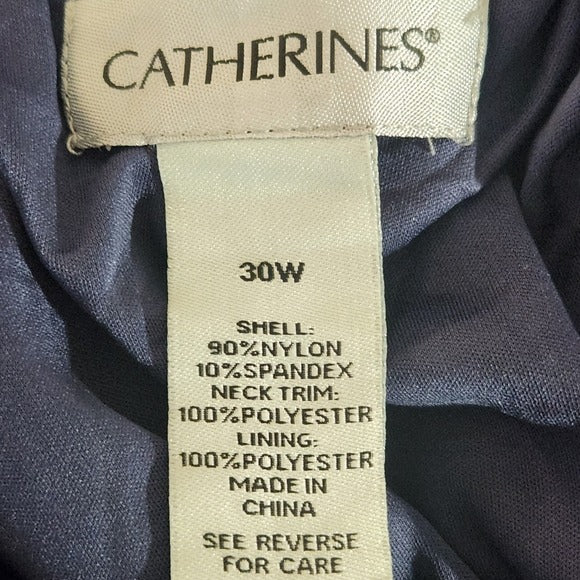 CATHERINES®
30W
SHELL:
90%NYLON
10%SPANDEX
NECK TRIM:
100%POLYESTER
LINING:
100%POLYESTER
MADE IN
CHINA
SEE REVERSE
FOR CARE